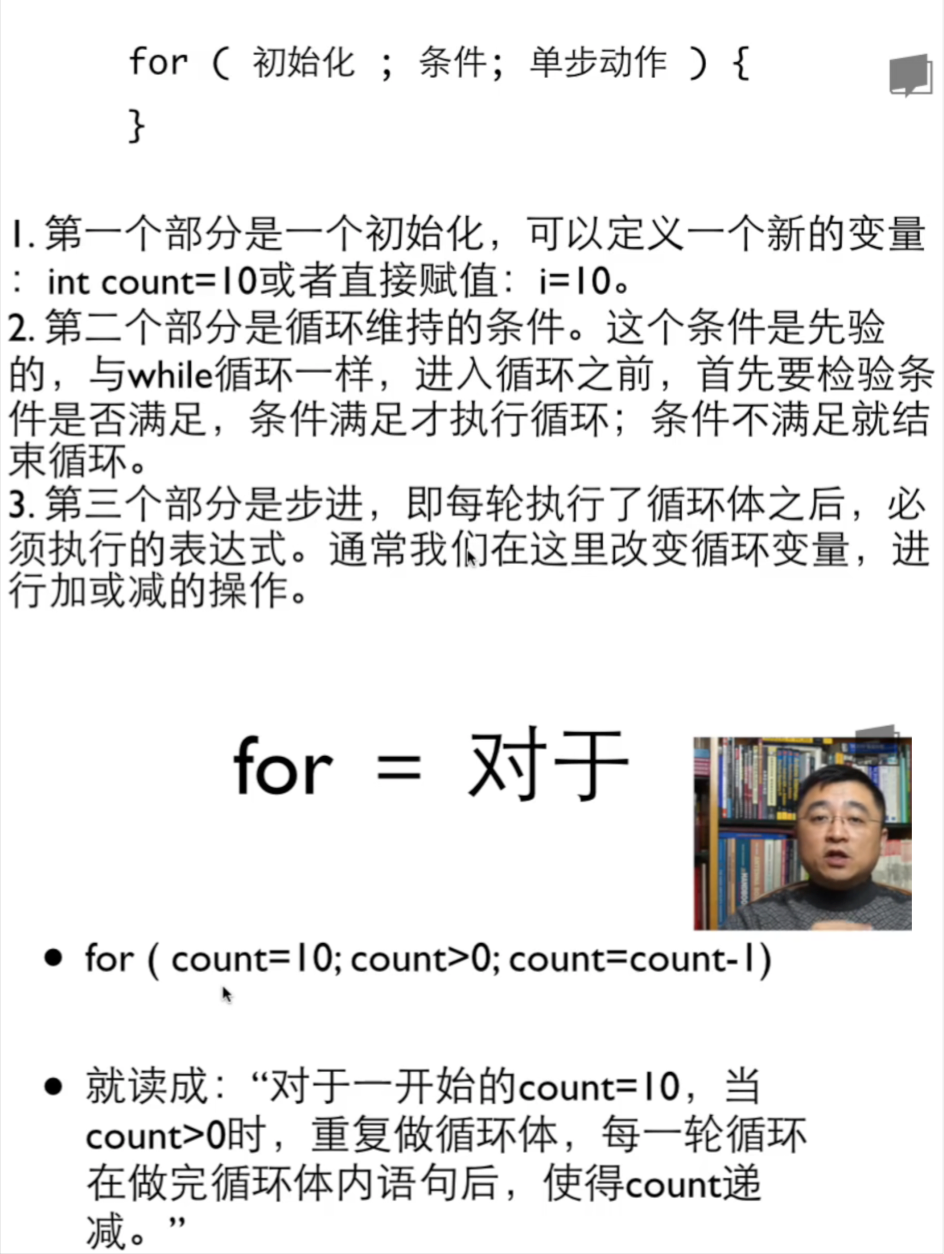 for ( 初始化 ; 条件; 单步动作 ) {
}
1. 第一个部分是一个初始化，可以定义一个新的变量
：int count=10或者直接赋值：i=10。
2. 第二个部分是循环维持的条件。这个条件是先验
的，与while循环一样，进入循环之前，首先要检验条
件是否满足，条件满足才执行循环；条件不满足就结
束循环。
3. 第三个部分是步进，即每轮执行了循环体之后，必
须执行的表达式。通常我们在这里改变循环变量，进
行加或减的操作。
for = 对于
• for ( count=10; count>0; count=count-1)
• 就读成：“对于一开始的count=10，当
count>0时，重复做循环体，每一轮循环
在做完循环体内语句后，使得count递
减。”